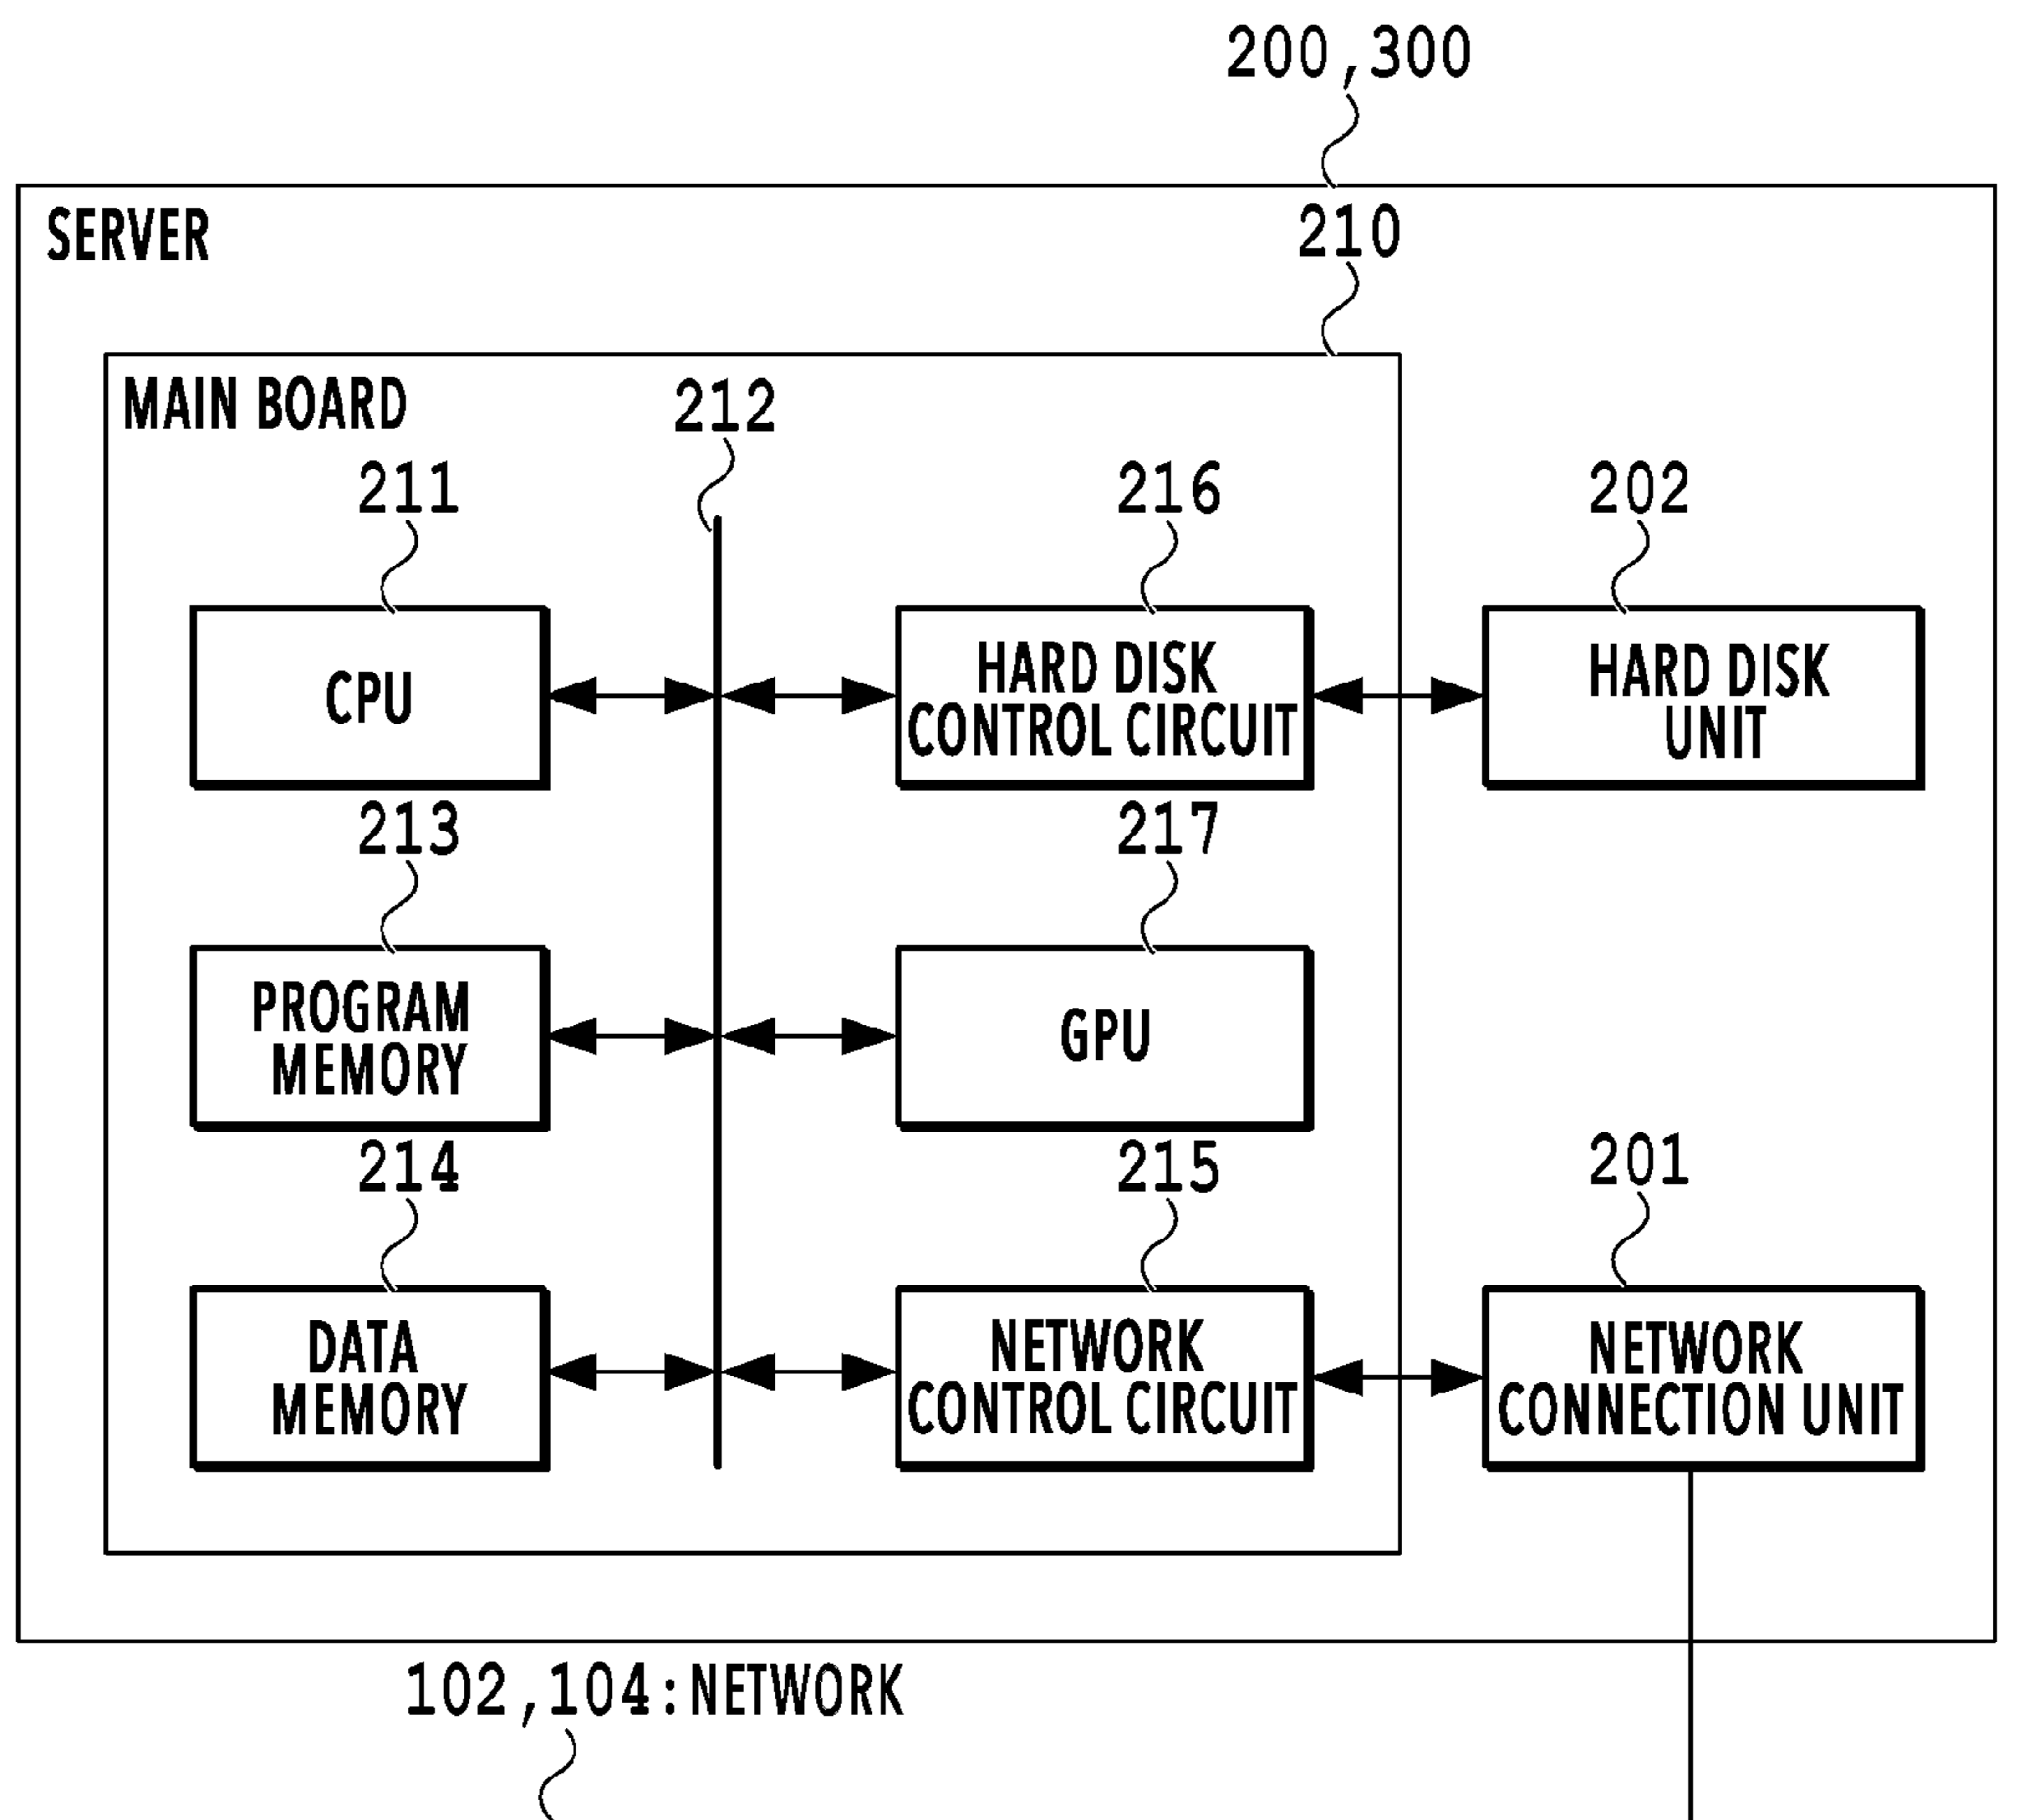 200,300
SERVER
210
MAIN BOARD
212
211
216
202
CPU
HARD DISK
CONTROL CIRCUIT
HARD DISK
UNIT
213
217
PROGRAM
MEMORY
GPU
214
215
201
DATA
MEMORY
NETWORK
CONTROL CIRCUIT
NETWORK
CONNECTION UNIT
102,104:NETWORK